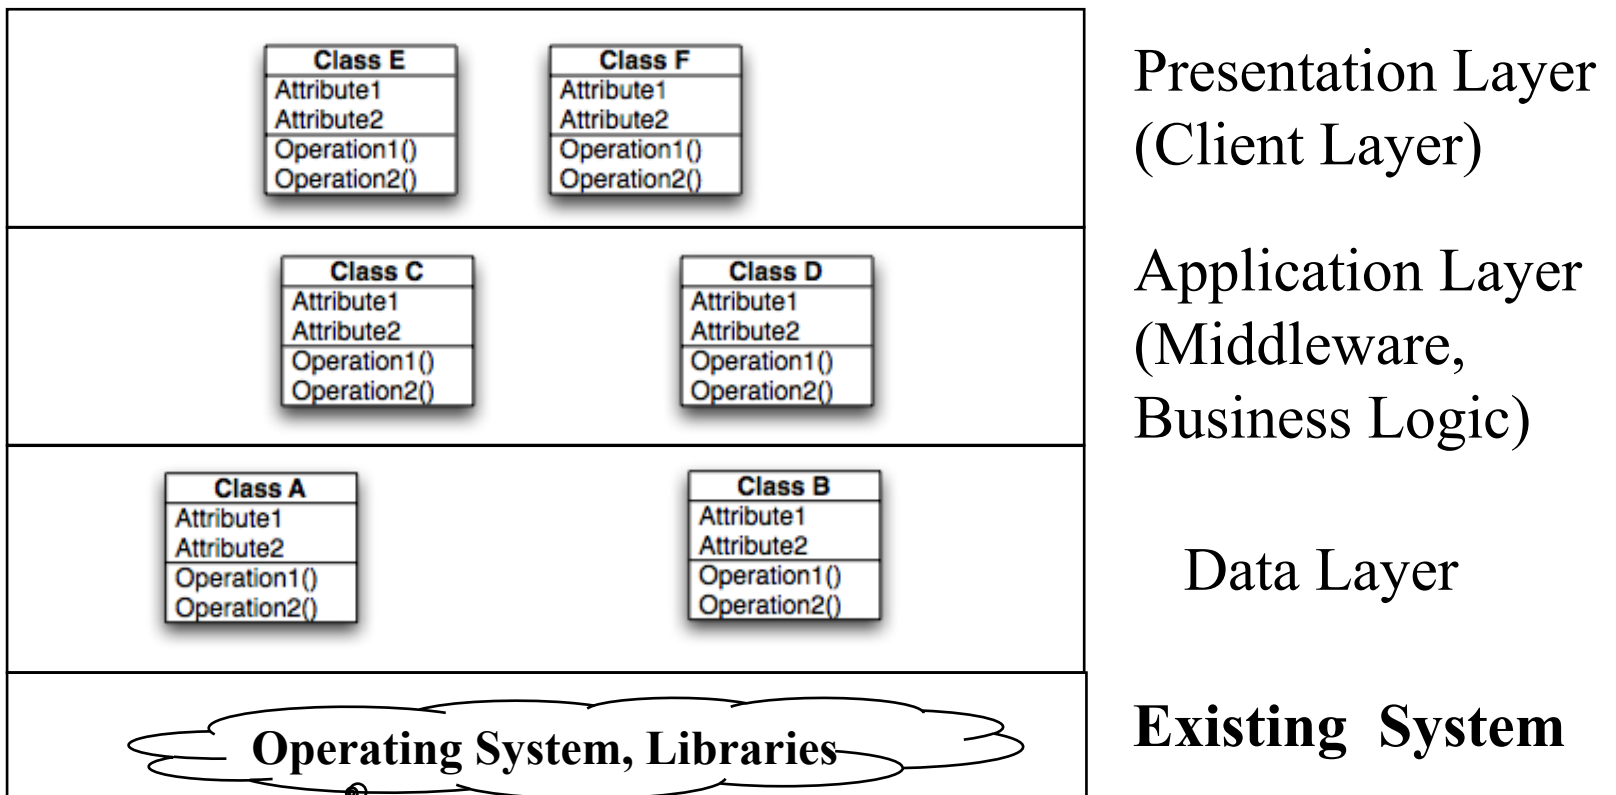 Class E
Attribute1
Attribute2
Operation1()
Operation2()
Class F
Attribute1
Attribute2
Operation1()
Operation2()
Presentation Layer
(Client Layer)
Class C
Attribute1
Attribute2
Operation1()
Operation2()
Class D
Attribute1
Attribute2
Operation1()
Operation2()
Application Layer
(Middleware,
Business Logic)
Class A
Attribute1
Attribute2
Operation1()
Operation2()
Class B
Attribute1
Attribute2
Operation1()
Operation2()
Data Layer
Operating System, Libraries
Existing System